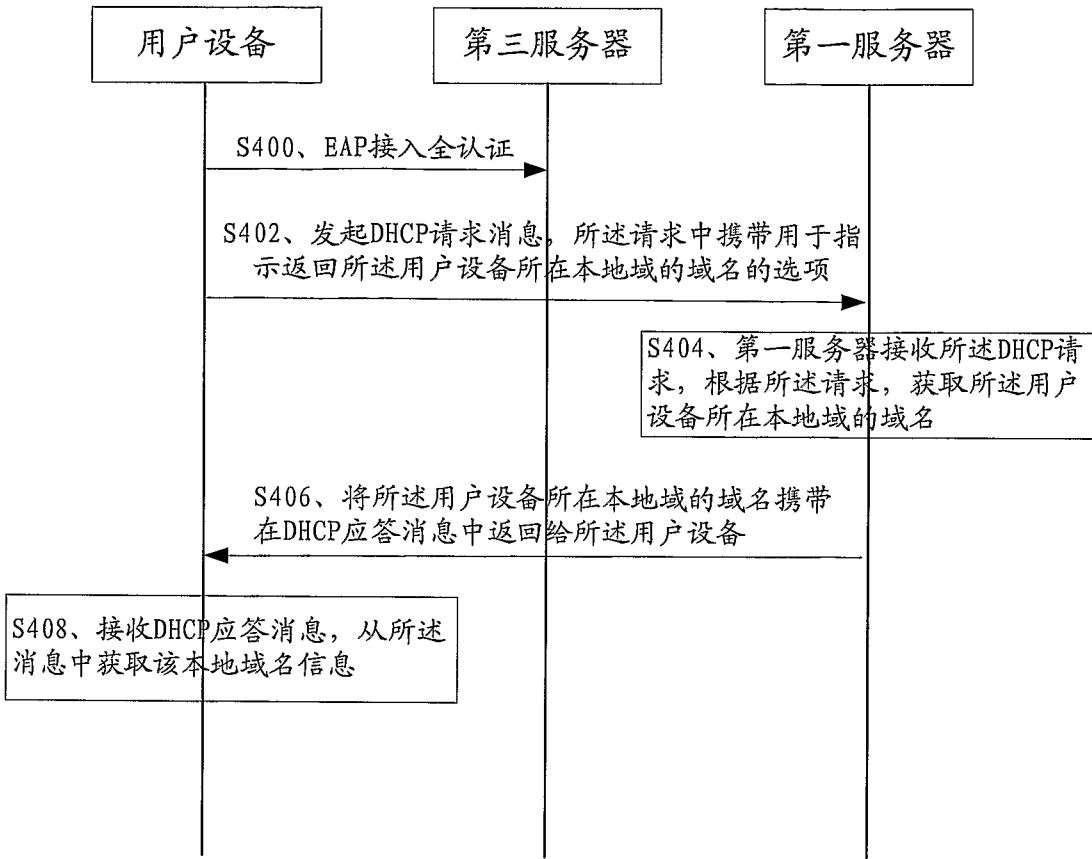 用户设备
第三服务器
第一服务器
S400、EAP接入全认证
S402、发起DHCP请求消息，所述请求中携带用于指
示返回所述用户设备所在本地域的域名的选项
S404、第一服务器接收所述DHCP请
求，根据所述请求，获取所述用户
设备所在本地域的域名
S406、将所述用户设备所在本地域的域名携带
在DHCP应答消息中返回给所述用户设备
S408、接收DHCP应答消息，从所述
消息中获取该本地域名信息